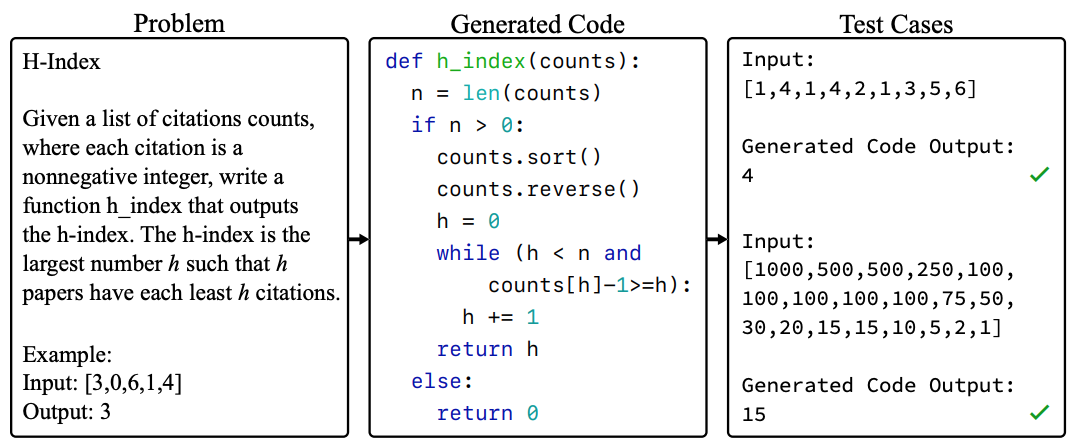 Problem
H-Index
Given a list of citations counts,
where each citation is a
nonnegative integer, write a
function h_index that outputs
the h-index. The h-index is the
largest number h such that h
papers have each least h citations.
Example:
Input: [3,0,6,1,4]
Output: 3
Generated Code
def h_index(counts):
  n = len(counts)
  if n > 0:
    counts.sort()
    counts.reverse()
    h = 0
    while (h < n and
        counts[h]-1>=h):
      h += 1
    return h
  else:
    return 0
Test Cases
Input:
[1,4,1,4,2,1,3,5,6]
Generated Code Output:
4
Input:
[1000,500,500,250,100,
100,100,100,100,75,50,
30,20,15,15,10,5,2,1]
Generated Code Output:
15